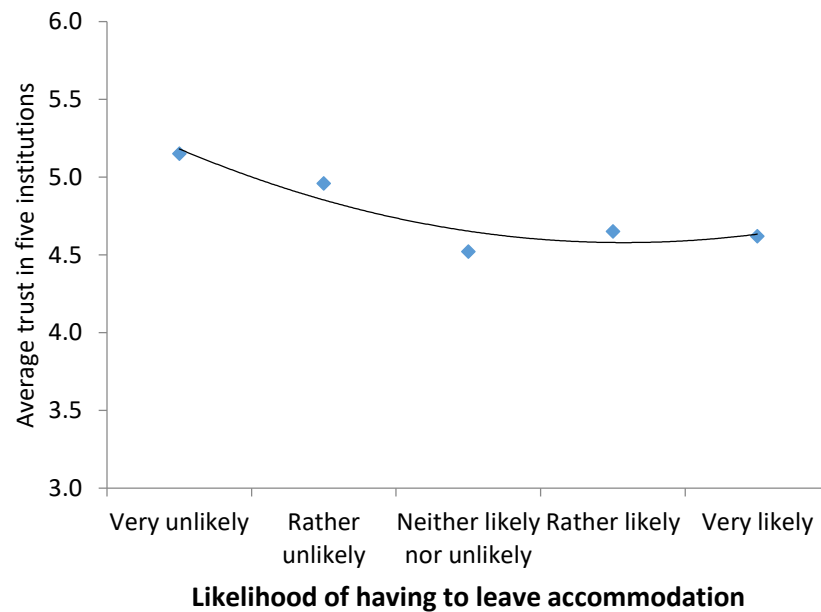 6.0
5.5
5.0
4.5
4.0
3.5
3.0
Average trust in five institutions
Very unlikely
Rather
unlikely
Neither likely
nor unlikely
Rather likely
Very likely
Likelihood of having to leave accommodation